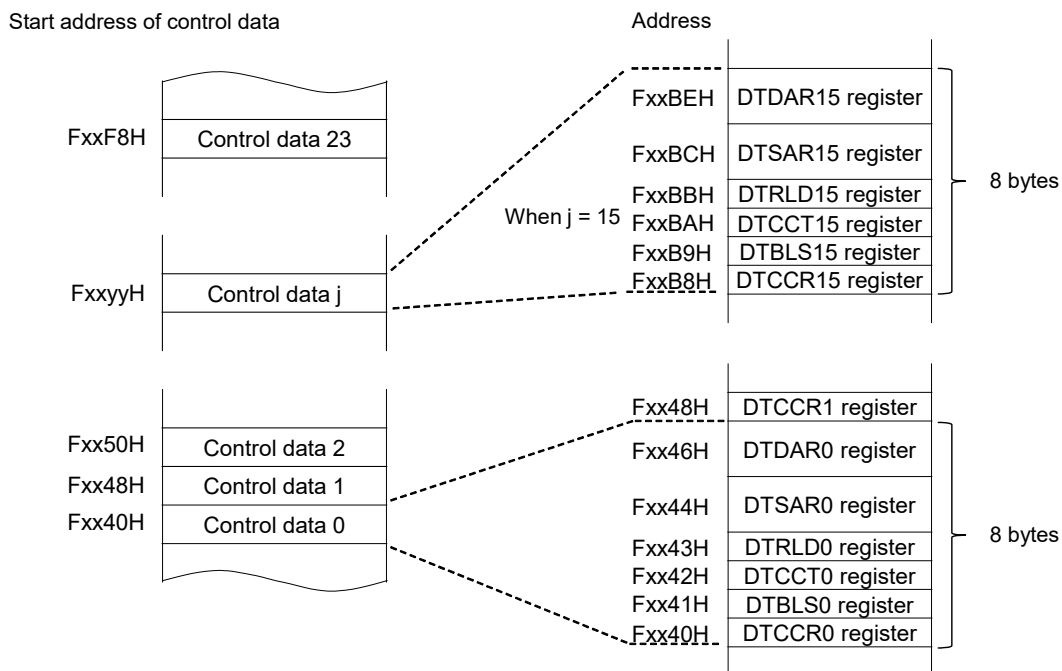 Start address of control data
Address
FxxF8H
Control data 23
FxxyyH
Control data j
Fxx50H
Control data 2
Fxx48H
Control data 1
Fxx40H
Control data 0
When j = 15
FxxBEH
DTDAR15 register
FxxBCH
DTSAR15 register
FxxBBH
DTRLD15 register
FxxBAH
DTCCT15 register
FxxB9H
DTBLS15 register
FxxB8H
DTCCR15 register
8 bytes
Fxx48H
DTCCR1 register
Fxx46H
DTDAR0 register
Fxx44H
DTSAR0 register
Fxx43H
DTRLD0 register
Fxx42H
DTCCT0 register
Fxx41H
DTBLS0 register
Fxx40H
DTCCR0 register
8 bytes